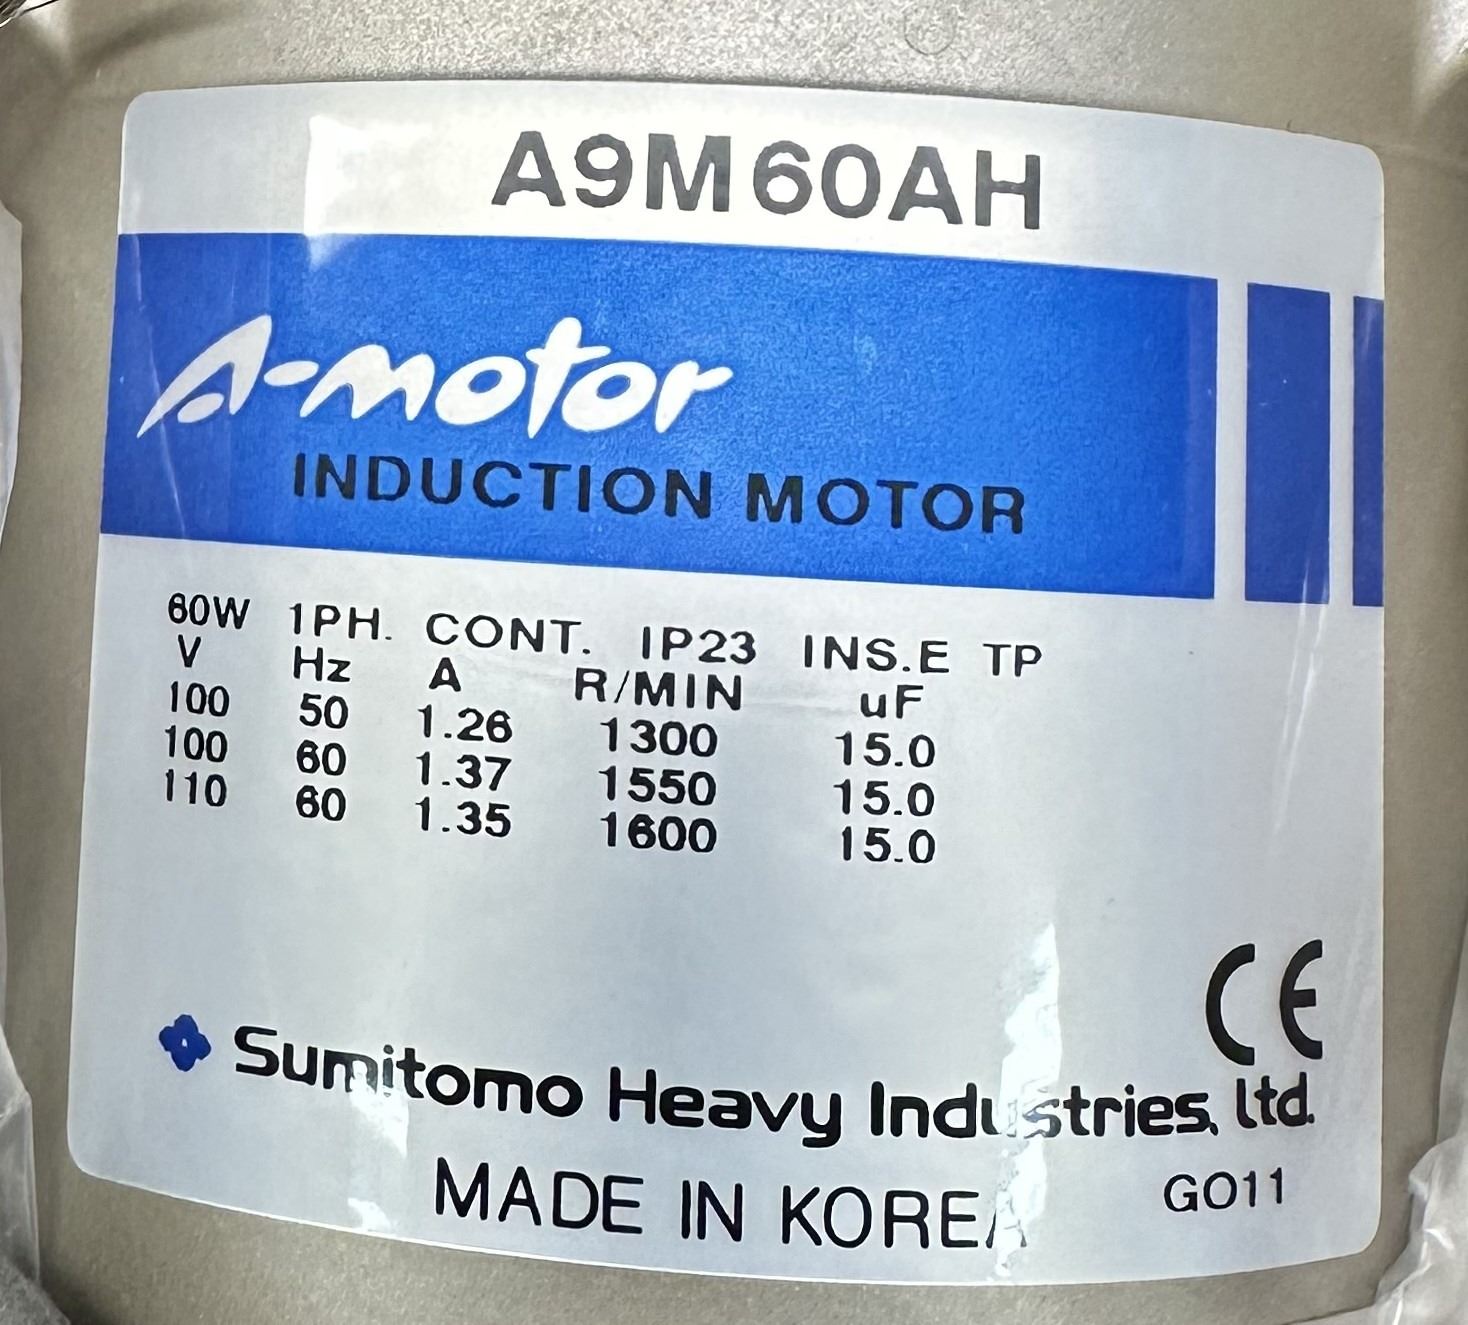 A9M60AH
A-motor
INDUCTION MOTOR
60W 1PH. CONT. IP23 INS.E TP
V Hz A R/MIN uF
100 50 1.26 1300 15.0
100 60 1.37 1550 15.0
110 60 1.35 1600 15.0
CE
Sumitomo Heavy Industries, Ltd.
MADE IN KOREA GO11